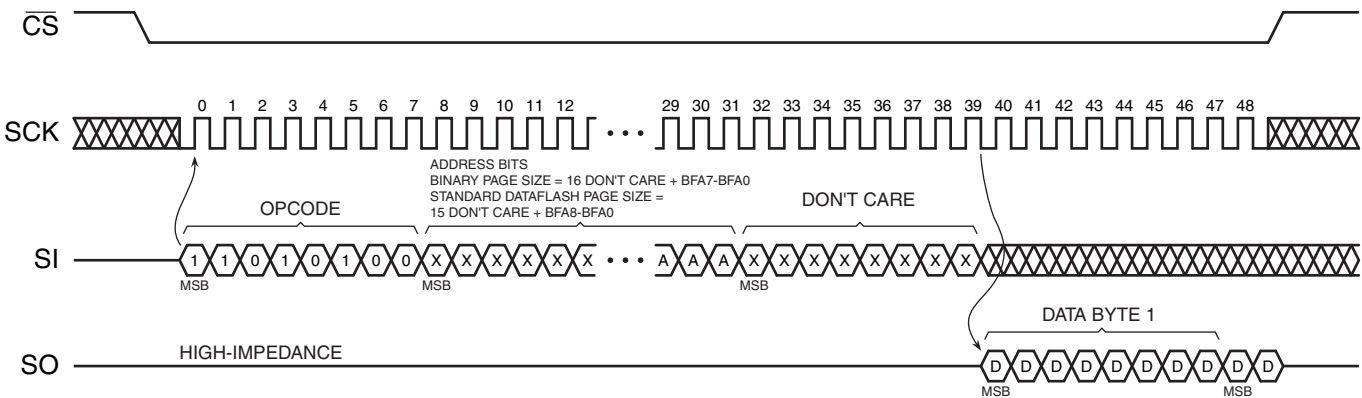 CS
SCK
0 1 2 3 4 5 6 7 8 9 10 11 12 29 30 31 32 33 34 35 36 37 38 39 40 41 42 43 44 45 46 47 48
ADDRESS BITS
BINARY PAGE SIZE = 16 DON'T CARE + BFA7-BFA0
STANDARD DATAFLASH PAGE SIZE =
15 DON'T CARE + BFA8-BFA0
OPCODE
DON'T CARE
SI
1 1 0 1 0 1 0 0 X X X X X X A A A X X X X X X X X
MSB MSB MSB
DATA BYTE 1
SO
HIGH-IMPEDANCE
D D D D D D D D D D
MSB MSB